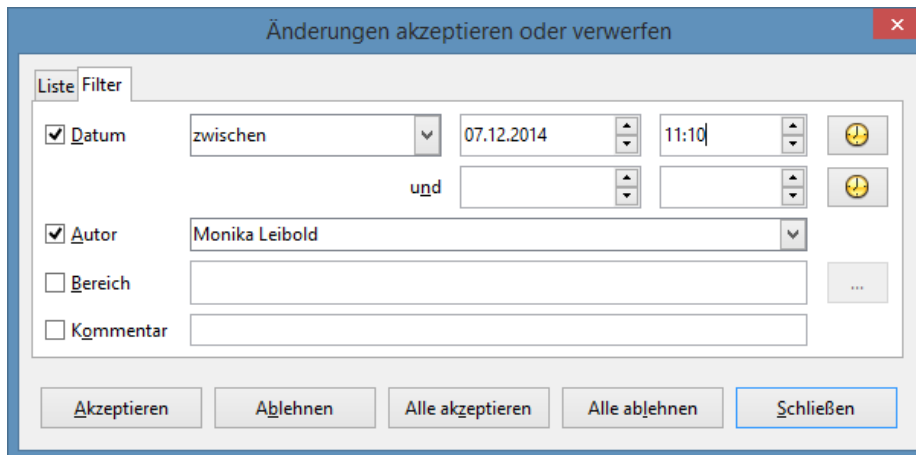 Änderungen akzeptieren oder verwerfen
Liste Filter
Datum zwischen 07.12.2014 11:10
und
Autor Monika Leibold
Bereich ...
Kommentar
Akzeptieren Ablehnen Alle akzeptieren Alle ablehnen Schließen